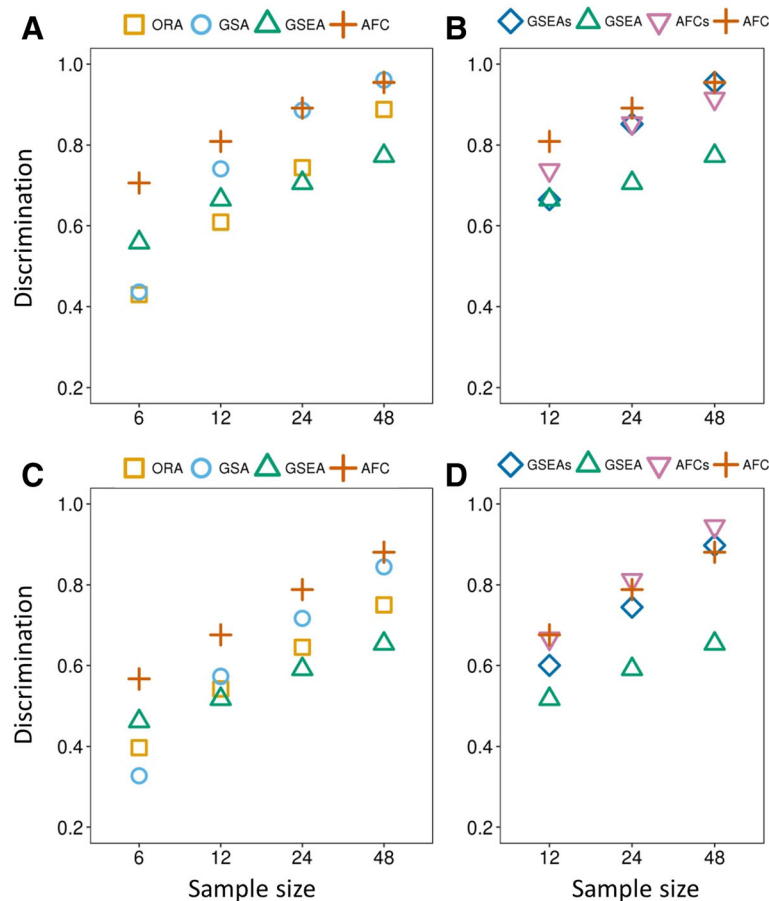 A
ORA GSA GSEA AFC
Discrimination
1.0
0.8
0.6
0.4
0.2
6 12 24 48
B
GSEAs GSEA AFCs AFC
1.0
0.8
0.6
0.4
0.2
12 24 48
C
ORA GSA GSEA AFC
Discrimination
1.0
0.8
0.6
0.4
0.2
6 12 24 48
Sample size
D
GSEAs GSEA AFCs AFC
1.0
0.8
0.6
0.4
0.2
12 24 48
Sample size